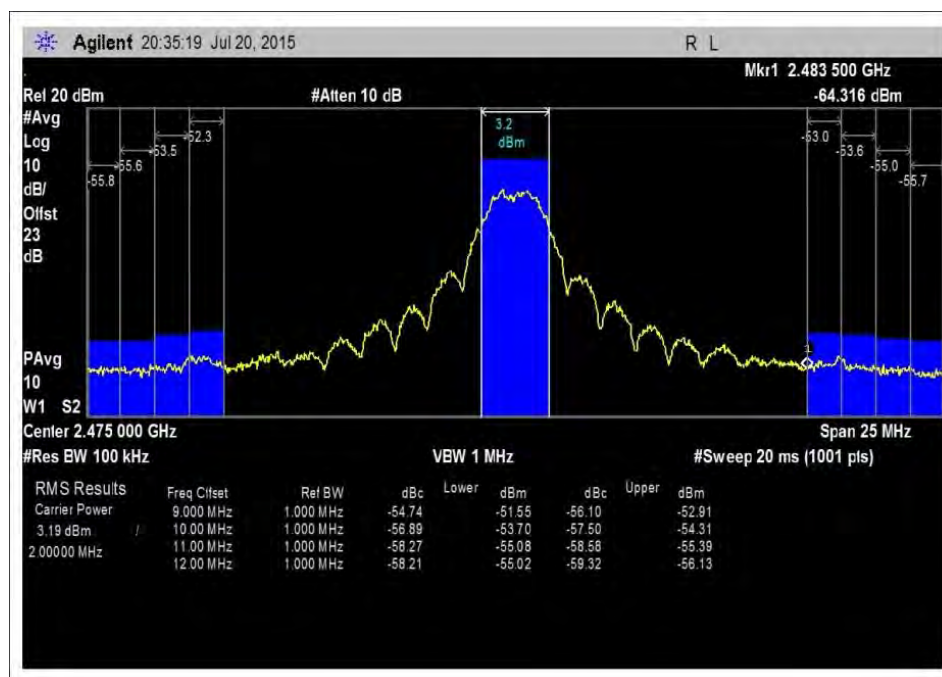 Agilent 20:35:19 Jul 20, 2015 R L
Mkr1 2.483 500 GHz
Ref 20 dBm #Atten 10 dB -64.316 dBm
#Avg
Log
10
dB/
Offst
23
dB
3.2
dBm
-55.8 -55.6 -53.5 -52.3
-53.0 -53.6 -55.0 -55.7
1
PAvg
10
W1 S2
Center 2.475 000 GHz Span 25 MHz
#Res BW 100 kHz VBW 1 MHz #Sweep 20 ms (1001 pts)
RMS Results Freq Offset Ref BW dBc Lower dBm dBc Upper dBm
Carrier Power 9.000 MHz 1.000 MHz -54.74 -51.55 -56.10 -52.91
3.19 dBm / 10.00 MHz 1.000 MHz -56.89 -53.70 -57.50 -54.31
2.00000 MHz 11.00 MHz 1.000 MHz -58.27 -55.08 -58.58 -55.39
12.00 MHz 1.000 MHz -58.21 -55.02 -59.32 -56.13